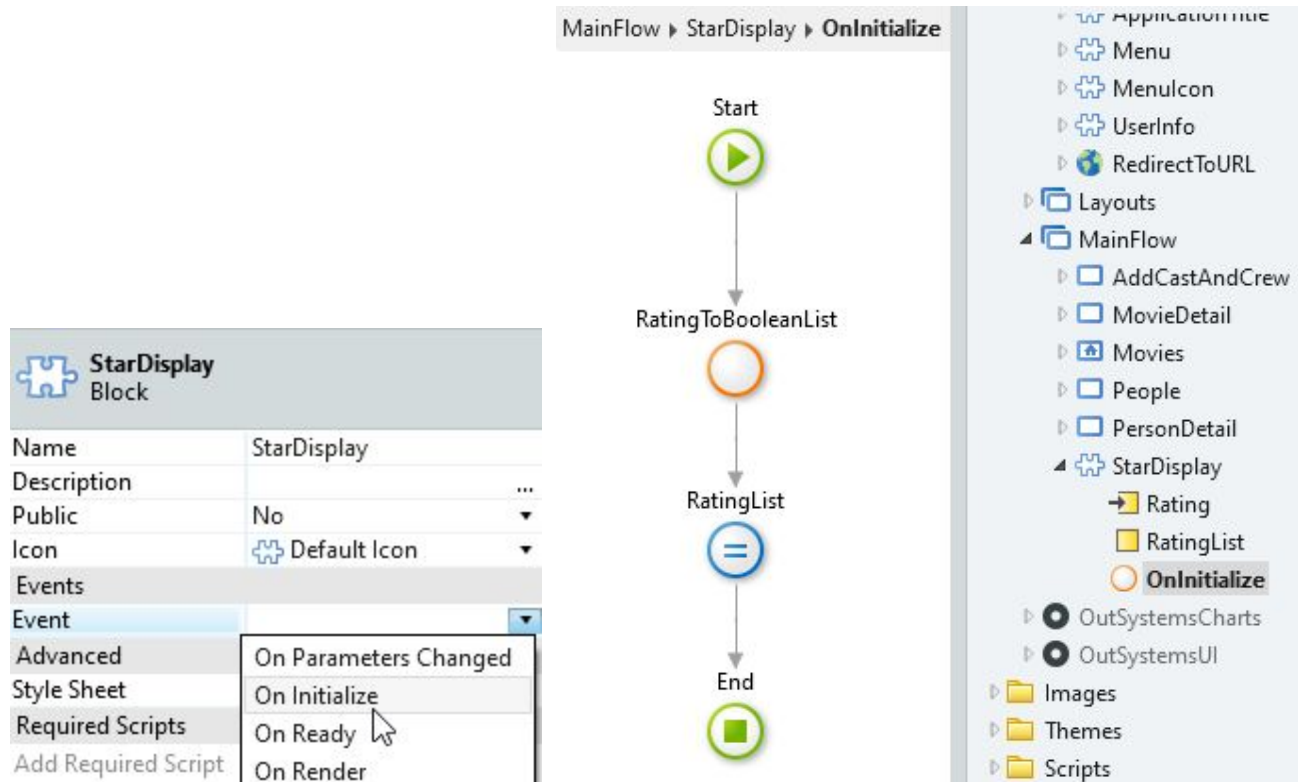 StarDisplay
Block
Name StarDisplay
Description ...
Public No
Icon Default Icon
Events
Event
Advanced
Style Sheet
Required Scripts
Add Required Script
On Parameters Changed
On Initialize
On Ready
On Render
MainFlow StarDisplay OnInitialize
Start
RatingToBooleanList
RatingList
End
ApplicationTitle
Menu
MenuIcon
UserInfo
RedirectToURL
Layouts
MainFlow
AddCastAndCrew
MovieDetail
Movies
People
PersonDetail
StarDisplay
Rating
RatingList
OnInitialize
OutSystemsCharts
OutSystemsUI
Images
Themes
Scripts